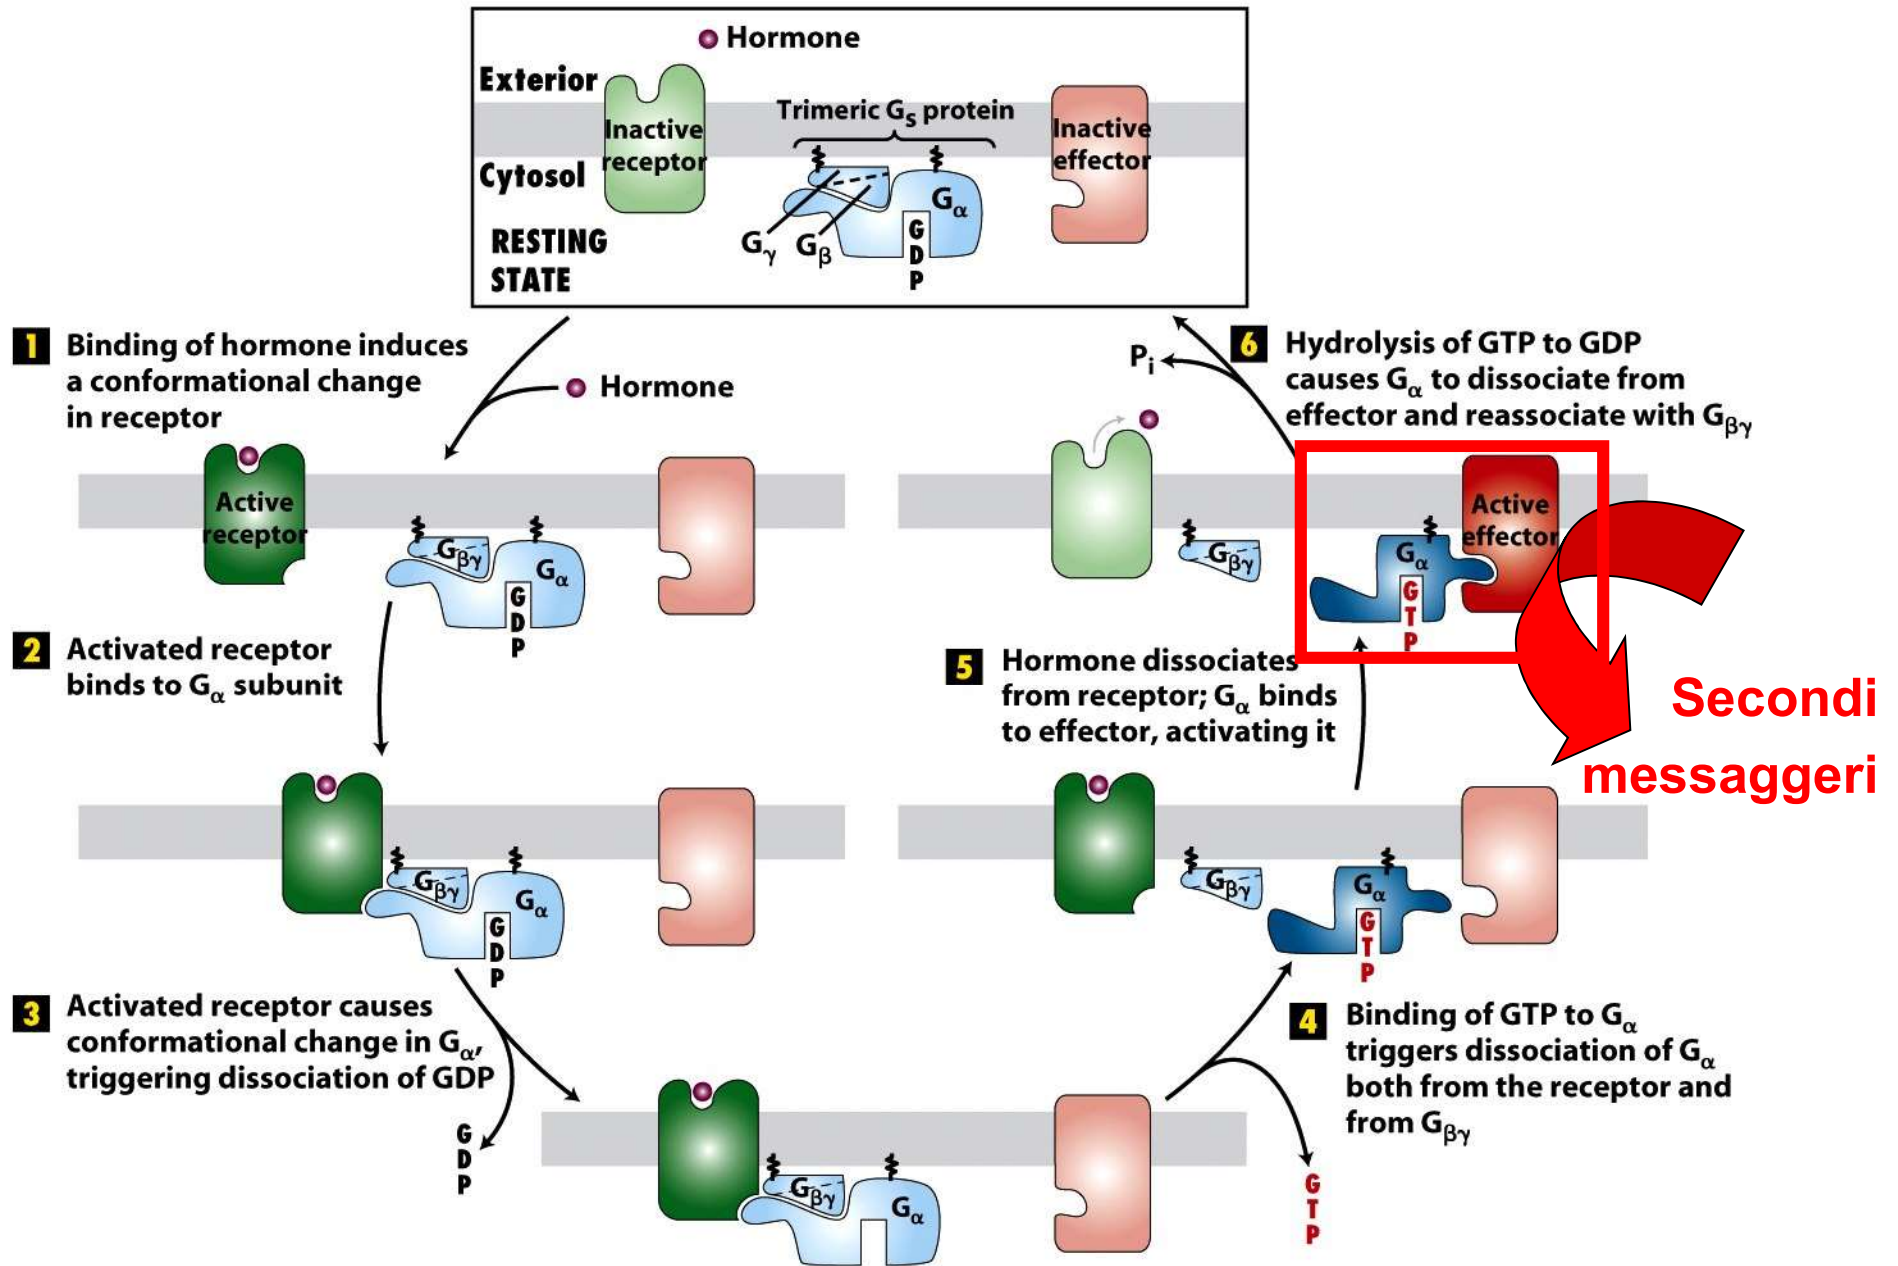 Hormone
Exterior
Trimeric Gs protein
Inactive
receptor
Inactive
effector
Cytosol
Gα
Gγ Gβ
GDP
RESTING
STATE
1 Binding of hormone induces
a conformational change
in receptor
Hormone
Active
receptor
Gβγ
Gα
GDP
2 Activated receptor
binds to Gα subunit
Gβγ
Gα
GDP
3 Activated receptor causes
conformational change in Gα,
triggering dissociation of GDP
GDP
Gβγ
Gα
4 Binding of GTP to Gα
triggers dissociation of Gα
both from the receptor and
from Gβγ
GTP
Gβγ
Gα
GTP
5 Hormone dissociates
from receptor; Gα binds
to effector, activating it
Gβγ
Gα
GTP
Active
effector
Secondi
messaggeri
6 Hydrolysis of GTP to GDP
causes Gα to dissociate from
effector and reassociate with Gβγ
Pi